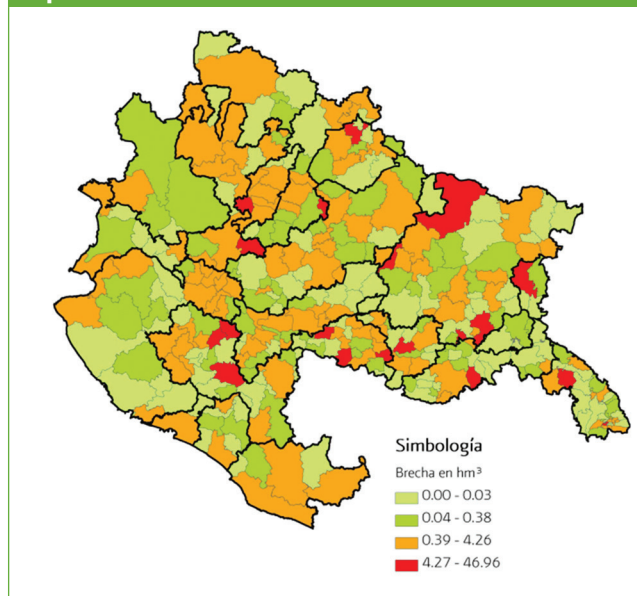 Simbología
Brecha en hm³
0.00 - 0.03
0.04 - 0.38
0.39 - 4.26
4.27 - 46.96